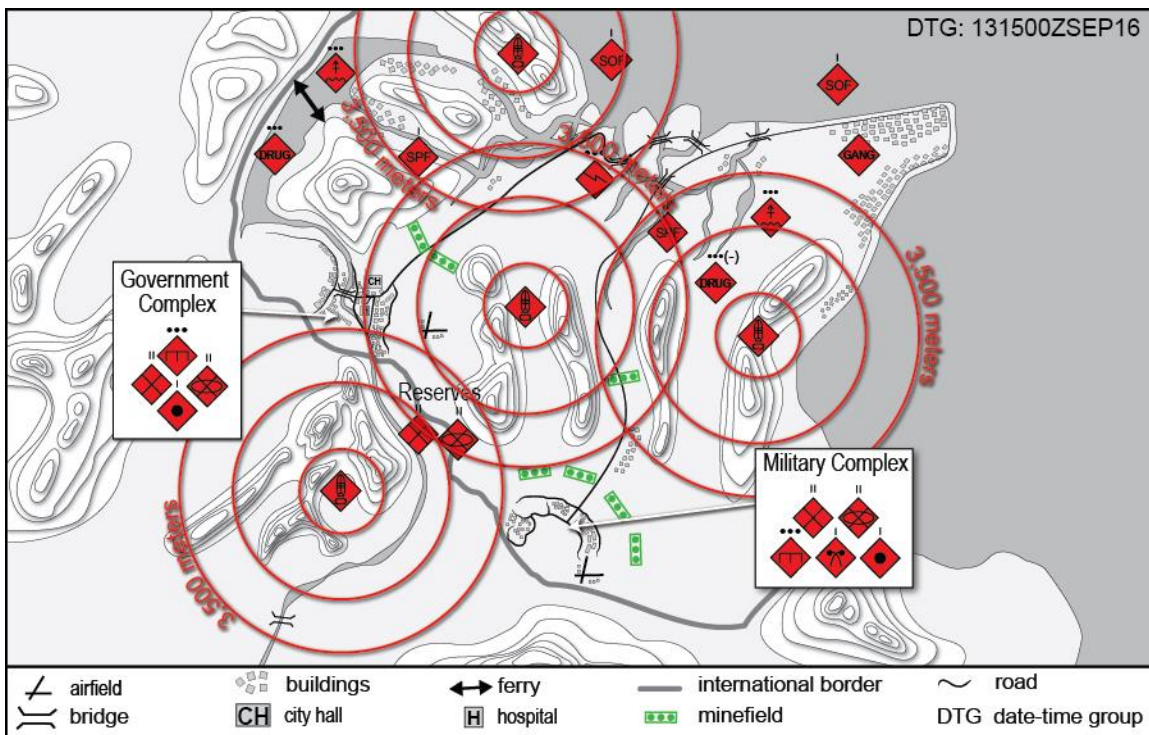 DTG: 131500ZSEP16
SOF
SOF
3,500 meters
3,500 meters
DRUG
SPF
GANG
SPF
(-)
DRUG
3,500 meters
Government
Complex
CH
Reserves
Military Complex
3,500 meters
airfield
buildings
ferry
international border
road
bridge
CH city hall
H hospital
minefield
DTG date-time group